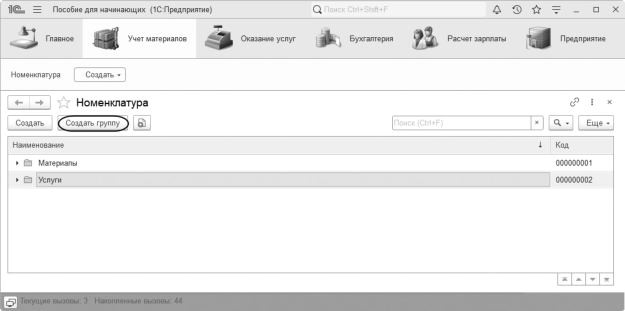 1С Пособие для начинающих (1С:Предприятие) Поиск Ctrl+Shift+F
Главное Учет материалов Оказание услуг Бухгалтерия Расчет зарплаты Предприятие
Номенклатура Создать
Номенклатура
Создать Создать группу Поиск (Ctrl+F) × Еще
Наименование ↓ Код
Материалы 000000001
Услуги 000000002
Текущие вызовы: 3 Накопленные вызовы: 44